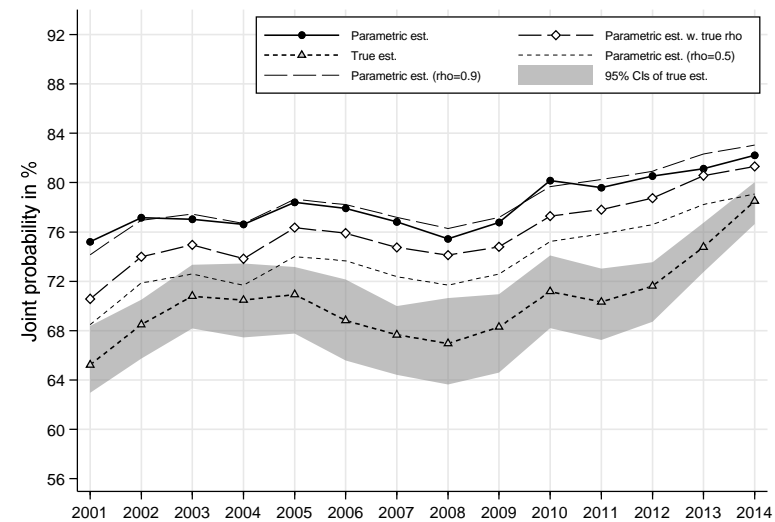 92
88
84
80
76
72
68
64
60
56
Joint probability in %
Parametric est.
True est.
Parametric est. (rho=0.9)
Parametric est. w. true rho
Parametric est. (rho=0.5)
95% CIs of true est.
2001 2002 2003 2004 2005 2006 2007 2008 2009 2010 2011 2012 2013 2014